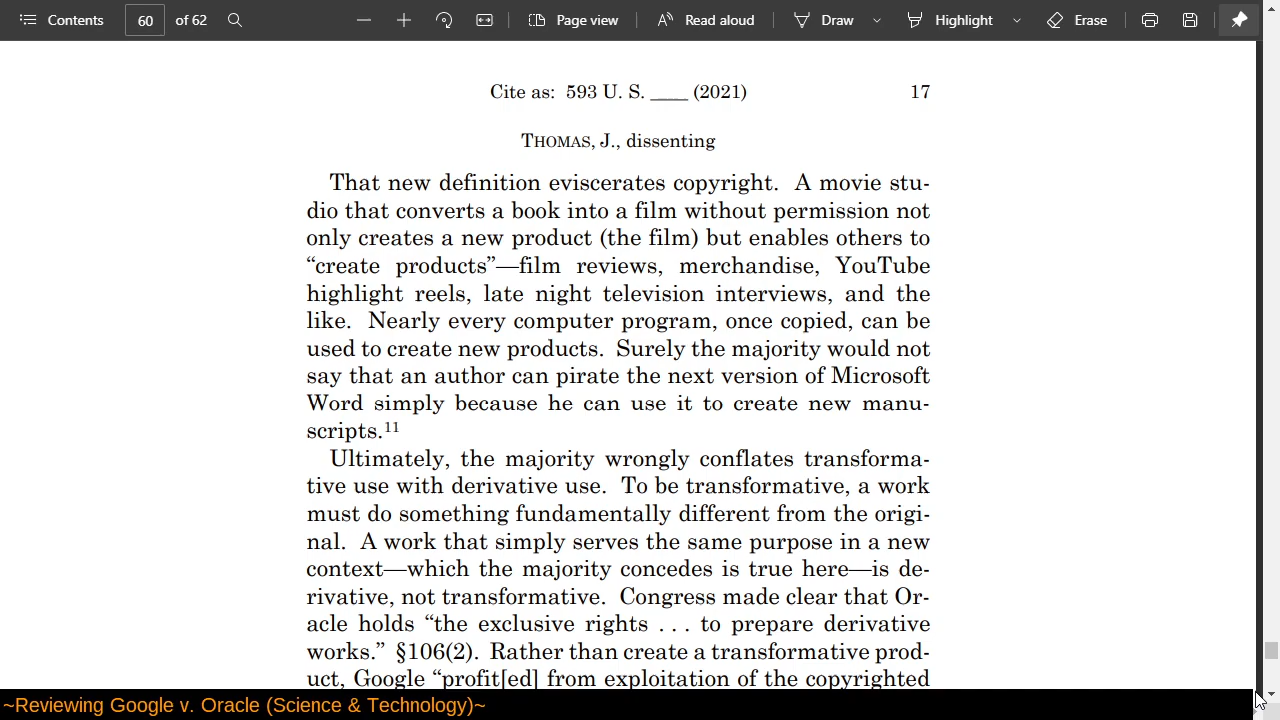 Contents 60 of 62 Page view Read aloud Draw Highlight Erase
Cite as: 593 U. S. ____ (2021) 17
THOMAS, J., dissenting
That new definition eviscerates copyright. A movie stu-
dio that converts a book into a film without permission not
only creates a new product (the film) but enables others to
“create products”—film reviews, merchandise, YouTube
highlight reels, late night television interviews, and the
like. Nearly every computer program, once copied, can be
used to create new products. Surely the majority would not
say that an author can pirate the next version of Microsoft
Word simply because he can use it to create new manu-
scripts.11
Ultimately, the majority wrongly conflates transforma-
tive use with derivative use. To be transformative, a work
must do something fundamentally different from the origi-
nal. A work that simply serves the same purpose in a new
context—which the majority concedes is true here—is de-
rivative, not transformative. Congress made clear that Or-
acle holds “the exclusive rights . . . to prepare derivative
works.” §106(2). Rather than create a transformative prod-
uct, Google “profit[ed] from exploitation of the copyrighted
~Reviewing Google v. Oracle (Science & Technology)~